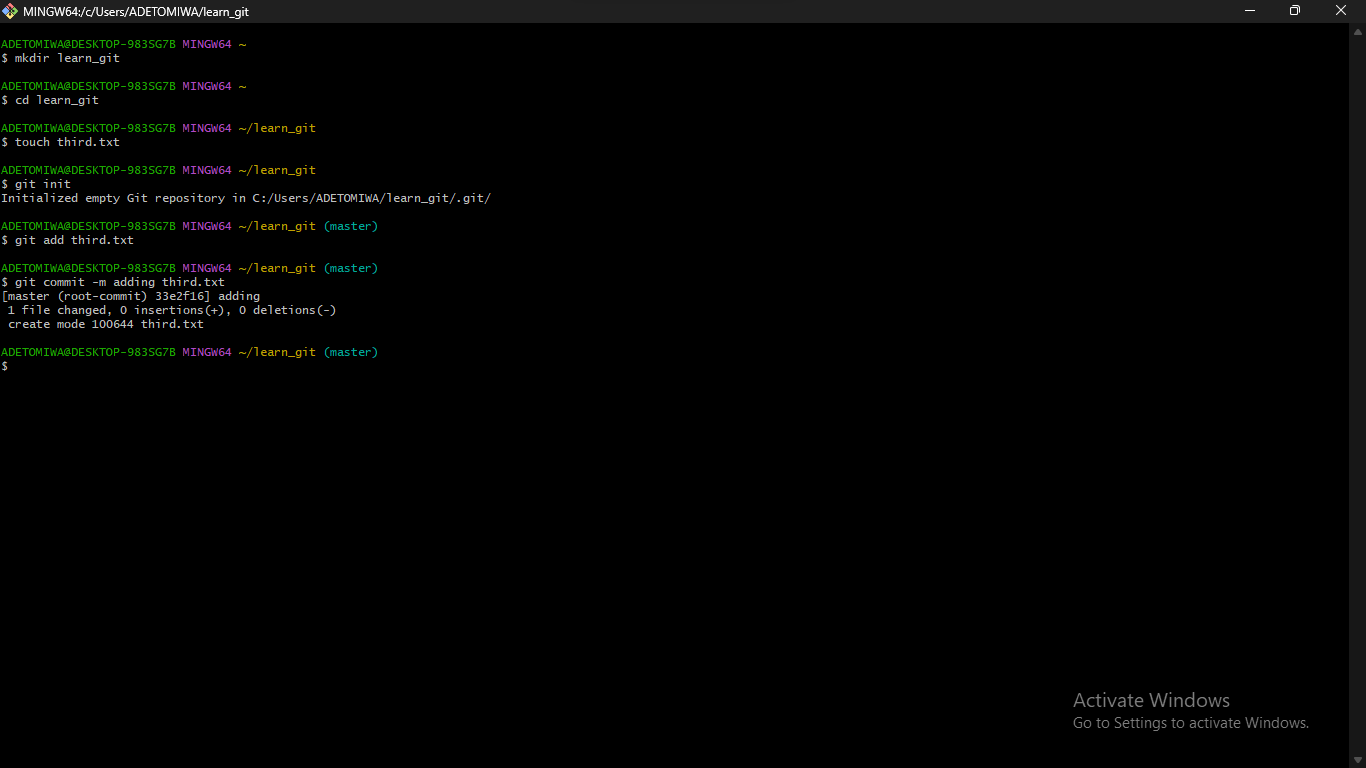 MINGW64:/c/Users/ADETOMIWA/learn_git
ADETOMIWA@DESKTOP-983SG7B MINGW64 ~
$ mkdir learn_git
ADETOMIWA@DESKTOP-983SG7B MINGW64 ~
$ cd learn_git
ADETOMIWA@DESKTOP-983SG7B MINGW64 ~/learn_git
$ touch third.txt
ADETOMIWA@DESKTOP-983SG7B MINGW64 ~/learn_git
$ git init
Initialized empty Git repository in C:/Users/ADETOMIWA/learn_git/.git/
ADETOMIWA@DESKTOP-983SG7B MINGW64 ~/learn_git (master)
$ git add third.txt
ADETOMIWA@DESKTOP-983SG7B MINGW64 ~/learn_git (master)
$ git commit -m adding third.txt
[master (root-commit) 33e2f16] adding
 1 file changed, 0 insertions(+), 0 deletions(-)
 create mode 100644 third.txt
ADETOMIWA@DESKTOP-983SG7B MINGW64 ~/learn_git (master)
$
Activate Windows
Go to Settings to activate Windows.